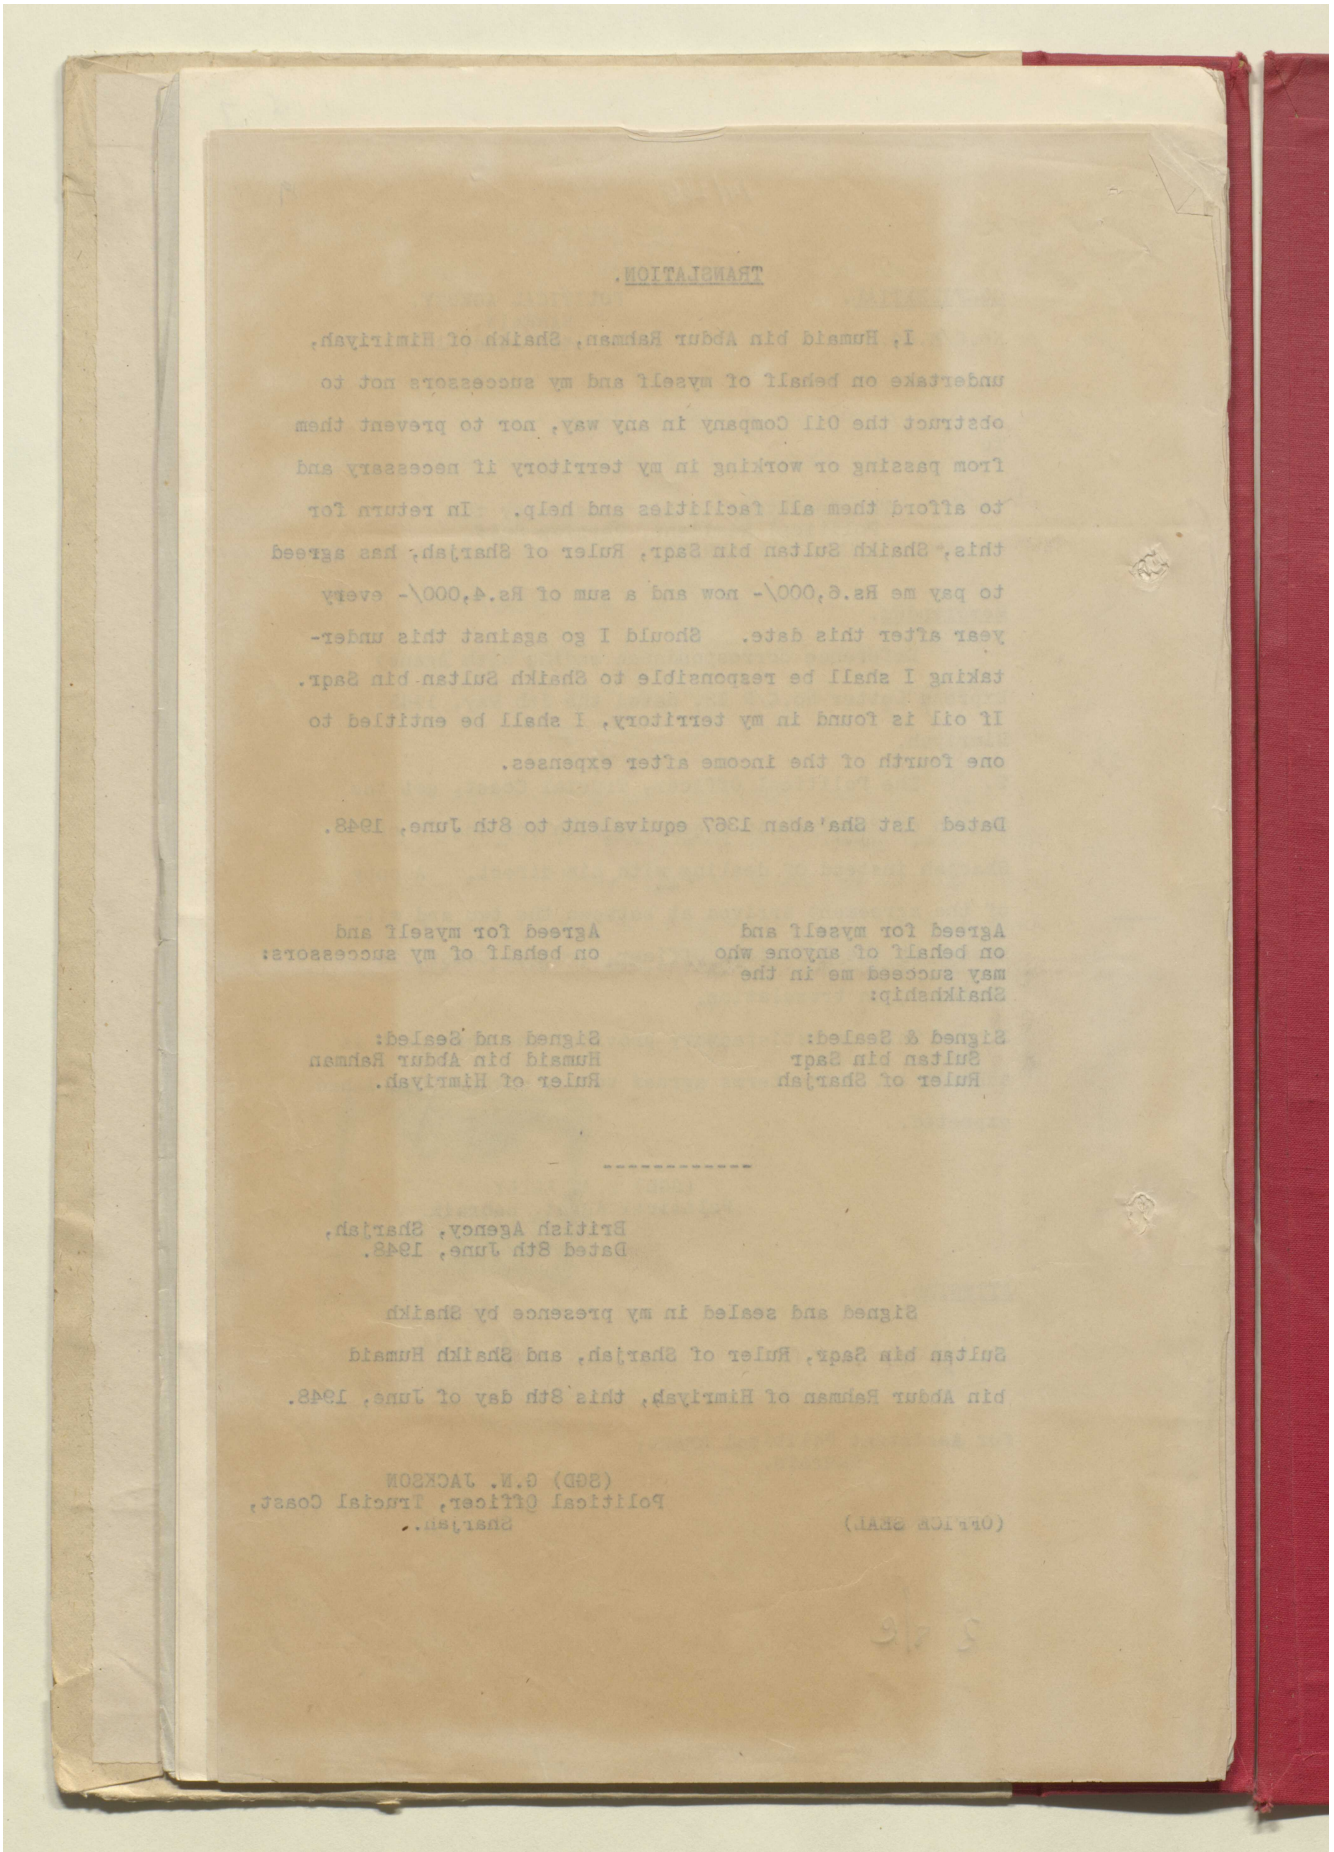 TRANSLATION.
I, Humaid bin Abdur Rahman, Shaikh of Himiriyah,
undertake on behalf of myself and my successors not to
obstruct the Oil Company in any way, nor to prevent them
from passing or working in my territory if necessary and
to afford them all facilities and help. In return for
this, Shaikh Sultan bin Saqr, Ruler of Sharjah, has agreed
to pay me Rs.6,000/- now and a sum of Rs.4,000/- every
year after this date. Should I go against this under-
taking I shall be responsible to Shaikh Sultan bin Saqr.
If oil is found in my territory, I shall be entitled to
one fourth of the income after expenses.
Dated 1st Sha'aban 1367 equivalent to 8th June, 1948.
Agreed for myself and
on behalf of anyone who
may succeed me in the
Shaikhship:
Agreed for myself and
on behalf of my successors:
Signed & Sealed:
Sultan bin Saqr
Ruler of Sharjah
Signed and Sealed:
Humaid bin Abdur Rahman
Ruler of Himriyah.
------------
British Agency, Sharjah,
Dated 8th June, 1948.
Signed and sealed in my presence by Shaikh
Sultan bin Saqr, Ruler of Sharjah, and Shaikh Humaid
bin Abdur Rahman of Himriyah, this 8th day of June, 1948.
(SGD) G.N. JACKSON
Political Officer, Trucial Coast,
Sharjah.
(OFFICE SEAL)